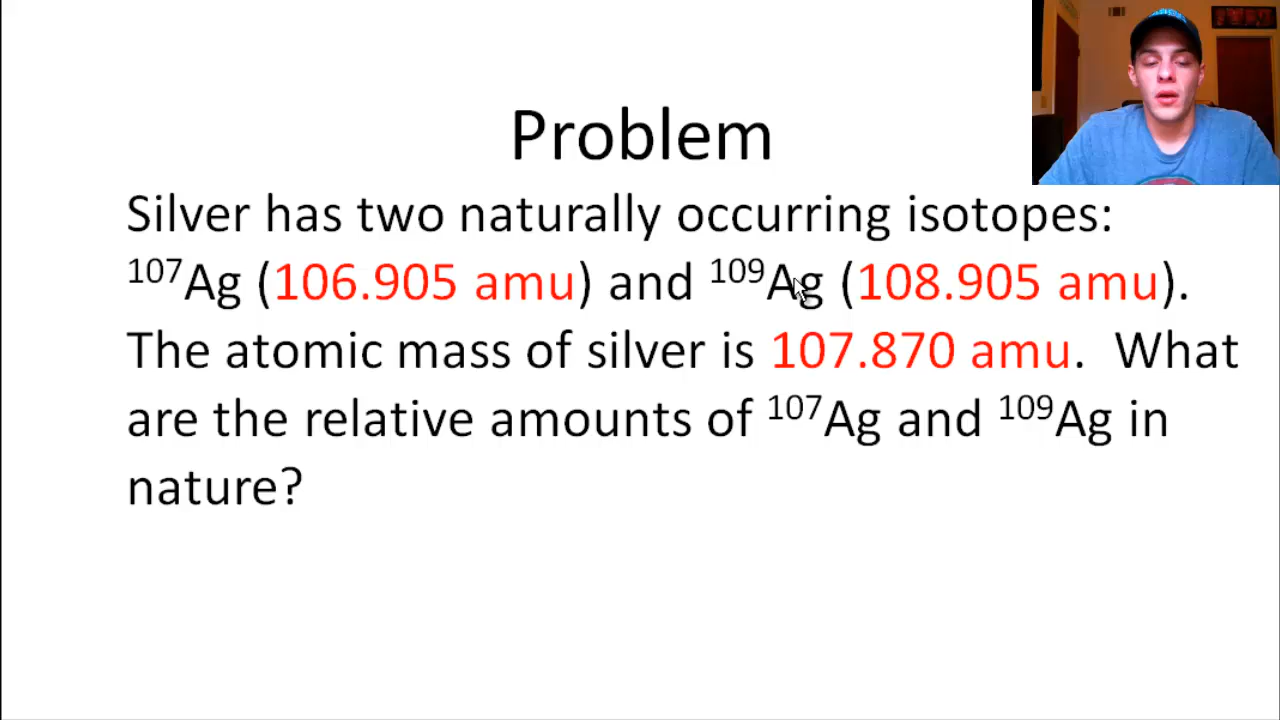 Problem
Silver has two naturally occurring isotopes:
¹⁰⁷Ag (106.905 amu) and ¹⁰⁹Ag (108.905 amu).
The atomic mass of silver is 107.870 amu.  What
are the relative amounts of ¹⁰⁷Ag and ¹⁰⁹Ag in
nature?